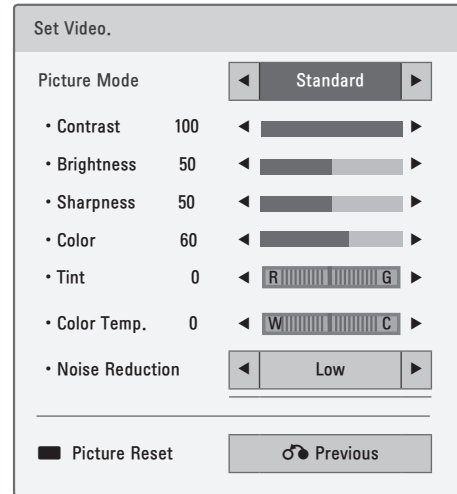 Set Video.
Picture Mode ◀ Standard ▶
• Contrast 100 ◀ ▶
• Brightness 50 ◀ ▶
• Sharpness 50 ◀ ▶
• Color 60 ◀ ▶
• Tint 0 ◀ R G ▶
• Color Temp. 0 ◀ W C ▶
• Noise Reduction ◀ Low ▶
Picture Reset Previous